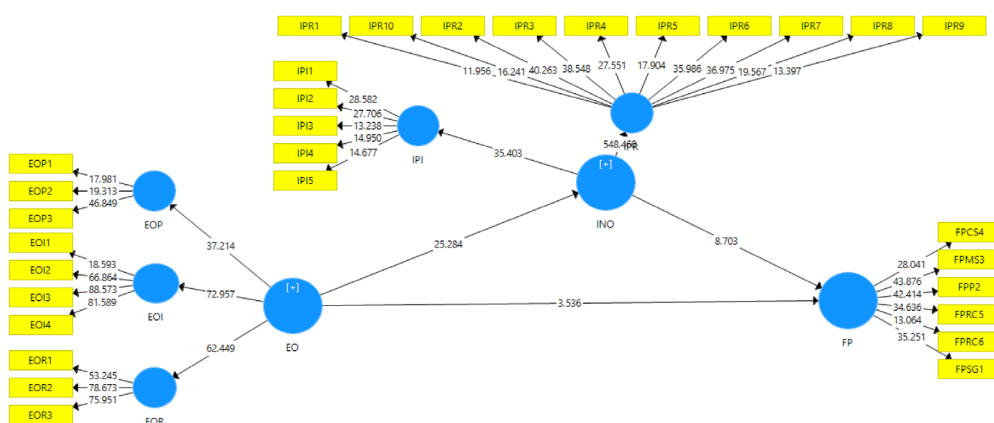 IPR1 IPR10 IPR2 IPR3 IPR4 IPR5 IPR6 IPR7 IPR8 IPR9
11.956 16.241 40.263 38.548 27.551 17.904 35.986 36.975 19.567 13.397
IPR
IPI1
IPI2
IPI3
IPI4
IPI5
28.582
27.706
13.238
14.950
14.677
IPI
35.403
[+]
INO
EOP1
EOP2
EOP3
17.981
19.313
46.849
EOP
37.214
25.284
8.703
EOI1
EOI2
EOI3
EOI4
18.593
66.864
88.573
81.589
EOI
72.957
[+]
EO
3.536
62.449
EOR1
EOR2
EOR3
53.245
78.673
75.951
EOR
FPCS4
FPMS3
FPP2
FPRC5
FPRC6
FPSG1
28.041
43.876
42.414
34.636
13.064
35.251
FP